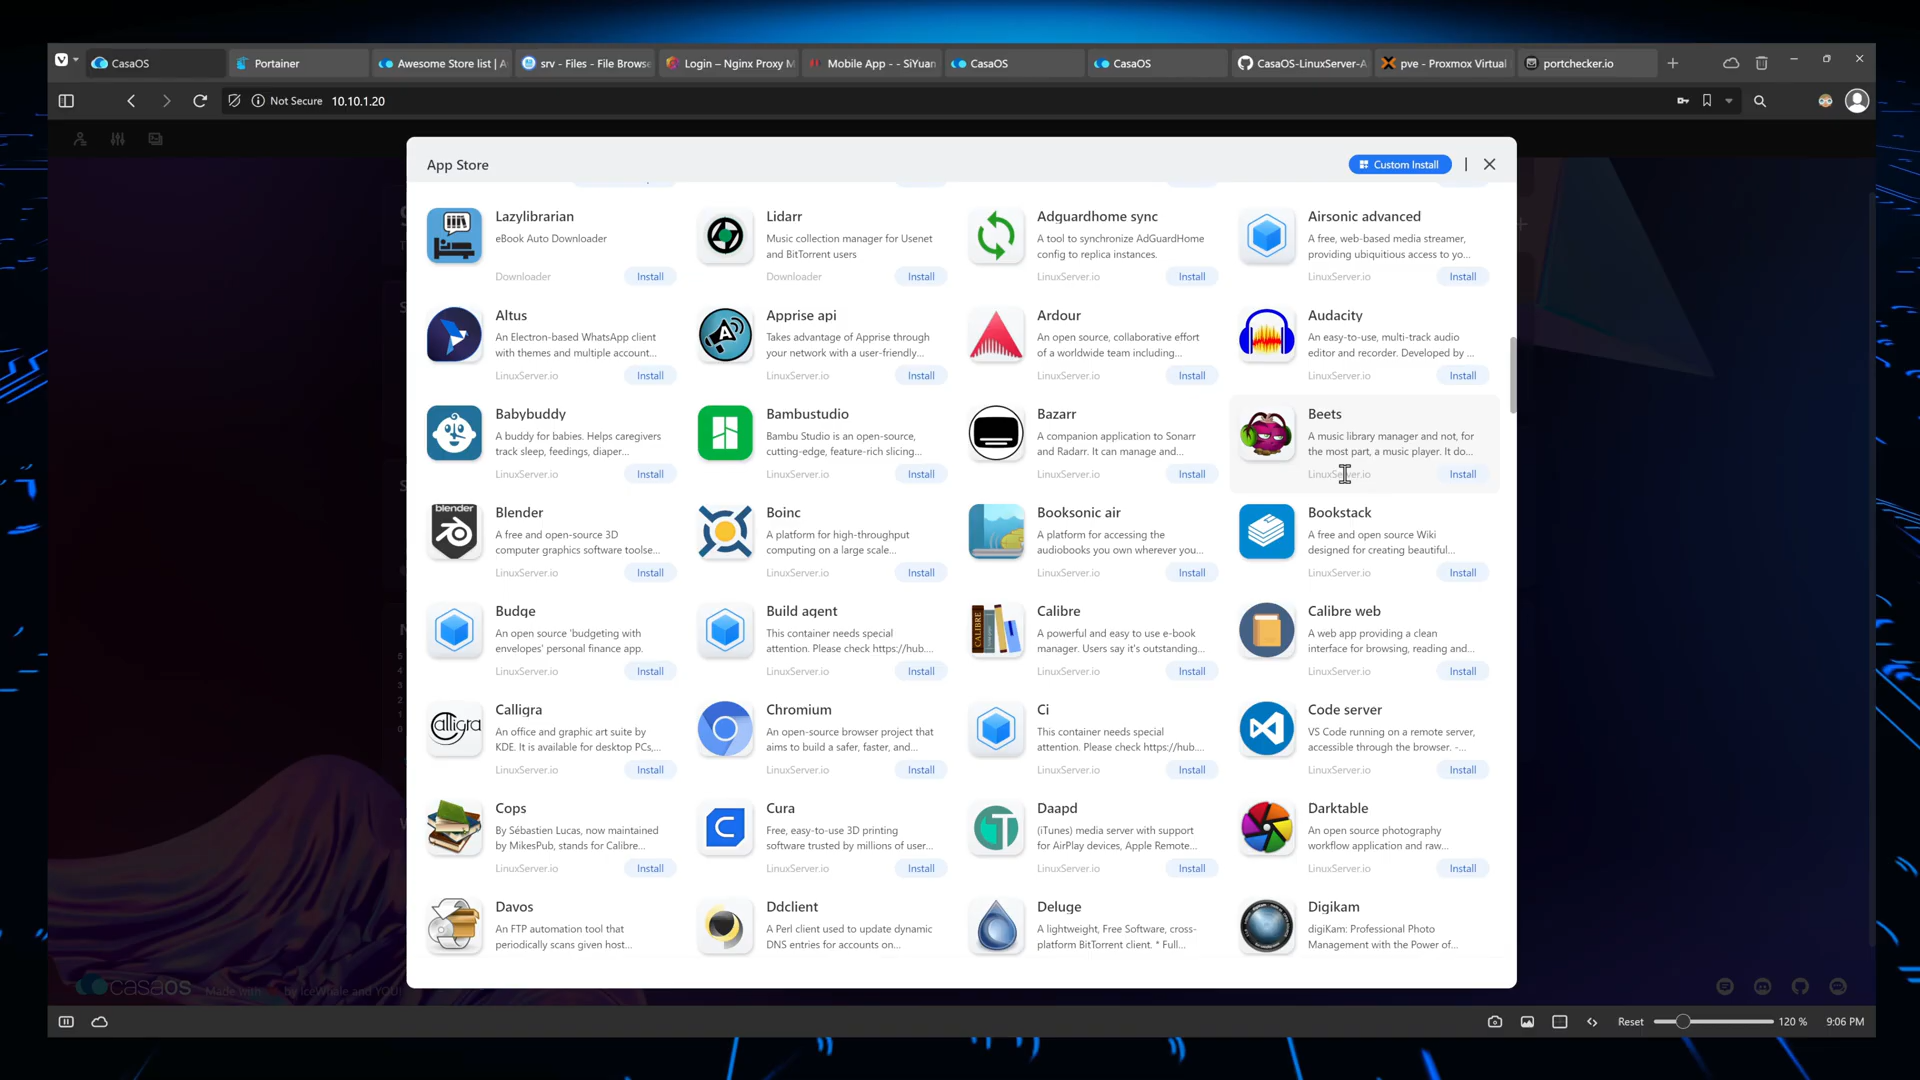 CasaOS
Portainer
Awesome Store list | A
srv - Files - File Browse
Login – Nginx Proxy M
Mobile App - - SiYuan
CasaOS
CasaOS
CasaOS-LinuxServer-A
pve - Proxmox Virtual
portchecker.io
Not Secure 10.10.1.20
App Store
Custom Install
Lazylibrarian
eBook Auto Downloader
Downloader
Install
Lidarr
Music collection manager for Usenet
and BitTorrent users
Downloader
Install
Adguardhome sync
A tool to synchronize AdGuardHome
config to replica instances.
LinuxServer.io
Install
Airsonic advanced
A free, web-based media streamer,
providing ubiquitious access to yo...
LinuxServer.io
Install
Altus
An Electron-based WhatsApp client
with themes and multiple account...
LinuxServer.io
Install
Apprise api
Takes advantage of Apprise through
your network with a user-friendly...
LinuxServer.io
Install
Ardour
An open source, collaborative effort
of a worldwide team including...
LinuxServer.io
Install
Audacity
An easy-to-use, multi-track audio
editor and recorder. Developed by ...
LinuxServer.io
Install
Babybuddy
A buddy for babies. Helps caregivers
track sleep, feedings, diaper...
LinuxServer.io
Install
Bambustudio
Bambu Studio is an open-source,
cutting-edge, feature-rich slicing...
LinuxServer.io
Install
Bazarr
A companion application to Sonarr
and Radarr. It can manage and...
LinuxServer.io
Install
Beets
A music library manager and not, for
the most part, a music player. It do...
LinuxServer.io
Install
blender
Blender
A free and open-source 3D
computer graphics software toolse...
LinuxServer.io
Install
Boinc
A platform for high-throughput
computing on a large scale...
LinuxServer.io
Install
Booksonic air
A platform for accessing the
audiobooks you own wherever you...
LinuxServer.io
Install
Bookstack
A free and open source Wiki
designed for creating beautiful...
LinuxServer.io
Install
Budge
An open source 'budgeting with
envelopes' personal finance app.
LinuxServer.io
Install
Build agent
This container needs special
attention. Please check https://hub....
LinuxServer.io
Install
CALIBRE
Calibre
A powerful and easy to use e-book
manager. Users say it's outstanding...
LinuxServer.io
Install
Calibre web
A web app providing a clean
interface for browsing, reading and...
LinuxServer.io
Install
Calligra
Calligra
An office and graphic art suite by
KDE. It is available for desktop PCs,...
LinuxServer.io
Install
Chromium
An open-source browser project that
aims to build a safer, faster, and...
LinuxServer.io
Install
Ci
This container needs special
attention. Please check https://hub....
LinuxServer.io
Install
Code server
VS Code running on a remote server,
accessible through the browser. -...
LinuxServer.io
Install
Cops
By Sébastien Lucas, now maintained
by MikesPub, stands for Calibre...
LinuxServer.io
Install
Cura
Free, easy-to-use 3D printing
software trusted by millions of user...
LinuxServer.io
Install
Daapd
(iTunes) media server with support
for AirPlay devices, Apple Remote...
LinuxServer.io
Install
Darktable
An open source photography
workflow application and raw...
LinuxServer.io
Install
Davos
An FTP automation tool that
periodically scans given host...
Ddclient
A Perl client used to update dynamic
DNS entries for accounts on...
Deluge
A lightweight, Free Software, cross-
platform BitTorrent client. * Full...
Digikam
digiKam: Professional Photo
Management with the Power of...
CasaOS Made with by IceWhale and YOU!
Reset
120 %
9:06 PM